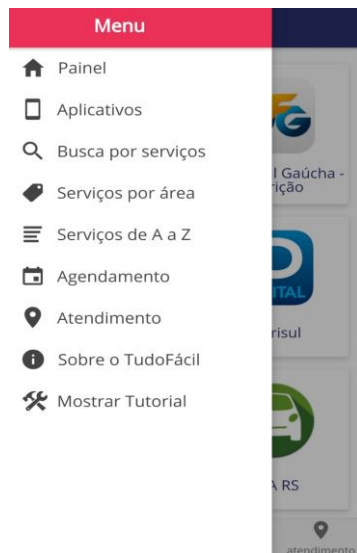 Menu
Painel
Aplicativos
Busca por serviços
Serviços por área
Serviços de A a Z
Agendamento
Atendimento
Sobre o TudoFácil
Mostrar Tutorial
l Gaúcha -
rição
ITAL
risul
A RS
atendimento